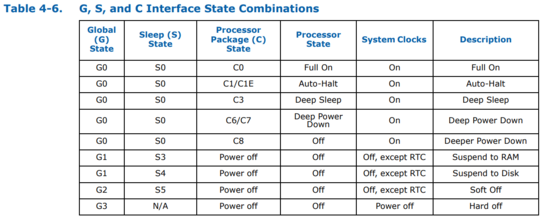 Table 4-6. G, S, and C Interface State Combinations
Global (G) State | Sleep (S) State | Processor Package (C) State | Processor State | System Clocks | Description
G0 | S0 | C0 | Full On | On | Full On
G0 | S0 | C1/C1E | Auto-Halt | On | Auto-Halt
G0 | S0 | C3 | Deep Sleep | On | Deep Sleep
G0 | S0 | C6/C7 | Deep Power Down | On | Deep Power Down
G0 | S0 | C8 | Off | On | Deeper Power Down
G1 | S3 | Power off | Off | Off, except RTC | Suspend to RAM
G1 | S4 | Power off | Off | Off, except RTC | Suspend to Disk
G2 | S5 | Power off | Off | Off, except RTC | Soft Off
G3 | N/A | Power off | Off | Power off | Hard off